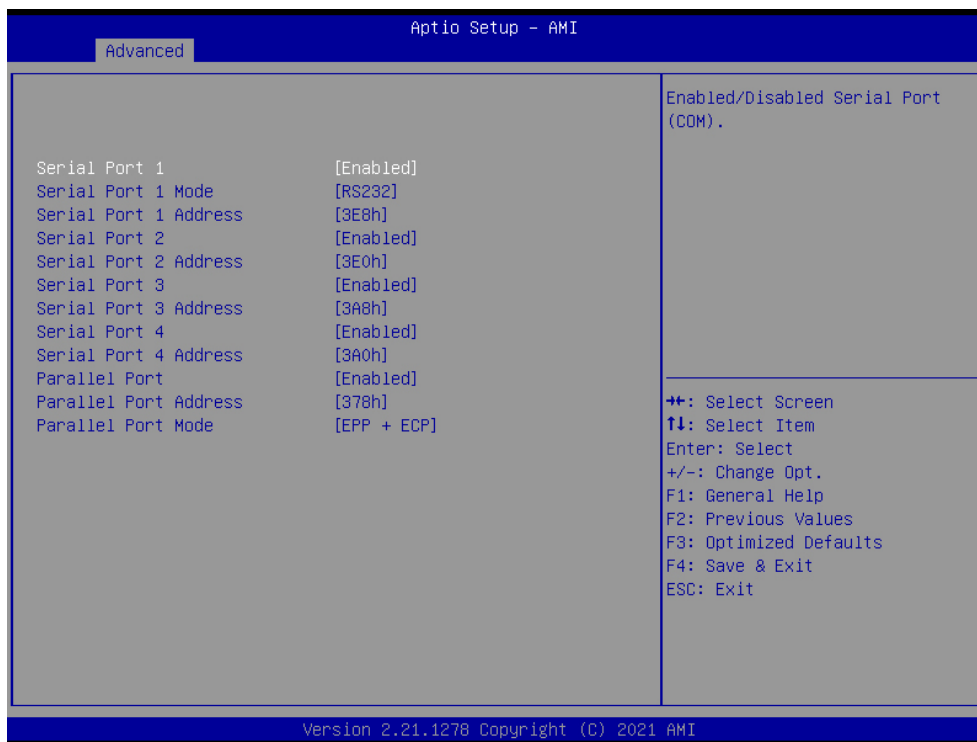 Aptio Setup – AMI
Advanced
Serial Port 1 [Enabled]
Serial Port 1 Mode [RS232]
Serial Port 1 Address [3E8h]
Serial Port 2 [Enabled]
Serial Port 2 Address [3E0h]
Serial Port 3 [Enabled]
Serial Port 3 Address [3A8h]
Serial Port 4 [Enabled]
Serial Port 4 Address [3A0h]
Parallel Port [Enabled]
Parallel Port Address [378h]
Parallel Port Mode [EPP + ECP]
Enabled/Disabled Serial Port
(COM).
→←: Select Screen
↑↓: Select Item
Enter: Select
+/-: Change Opt.
F1: General Help
F2: Previous Values
F3: Optimized Defaults
F4: Save & Exit
ESC: Exit
Version 2.21.1278 Copyright (C) 2021 AMI